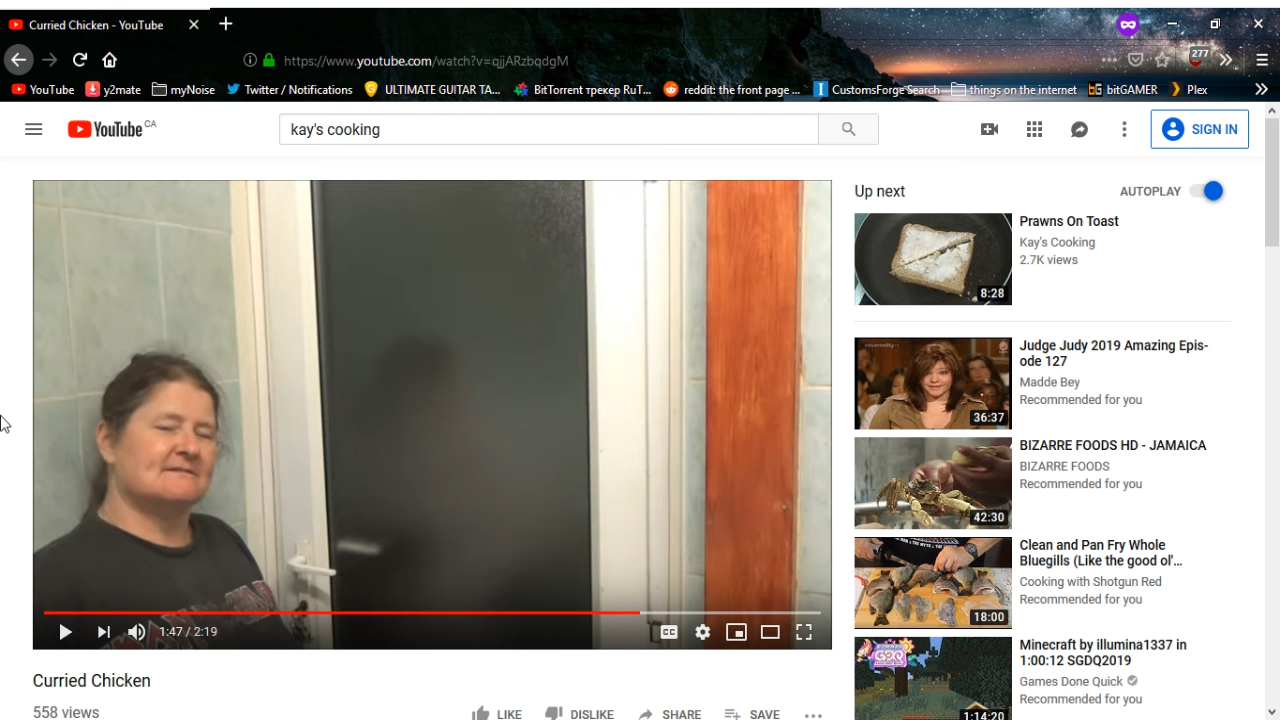 Curried Chicken - YouTube
277
https://www.youtube.com/watch?v=qjjARzbqdgM
YouTube
y2mate
myNoise
Twitter / Notifications
ULTIMATE GUITAR TA...
BitTorrent трекер RuT...
reddit: the front page ...
CustomsForge Search
things on the internet
bitGAMER
Plex
YouTube CA
kay's cooking
SIGN IN
Up next
AUTOPLAY
Prawns On Toast
Kay's Cooking
2.7K views
8:28
Judge Judy 2019 Amazing Epis-
ode 127
Madde Bey
Recommended for you
36:37
BIZARRE FOODS HD - JAMAICA
BIZARRE FOODS
Recommended for you
42:30
Clean and Pan Fry Whole
Bluegills (Like the good ol'...
Cooking with Shotgun Red
Recommended for you
18:00
Minecraft by illumina1337 in
1:00:12 SGDQ2019
Games Done Quick
Recommended for you
1:14:20
1:47 / 2:19
CC
Curried Chicken
558 views
LIKE
DISLIKE
SHARE
SAVE